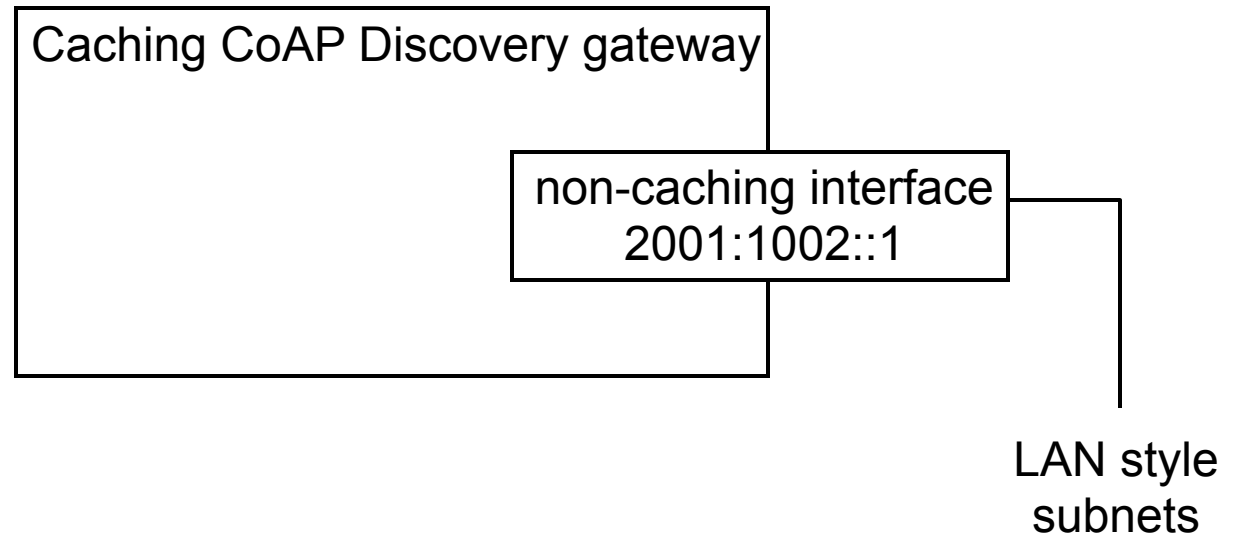 Caching CoAP Discovery gateway
non-caching interface
2001:1002::1
LAN style
subnets